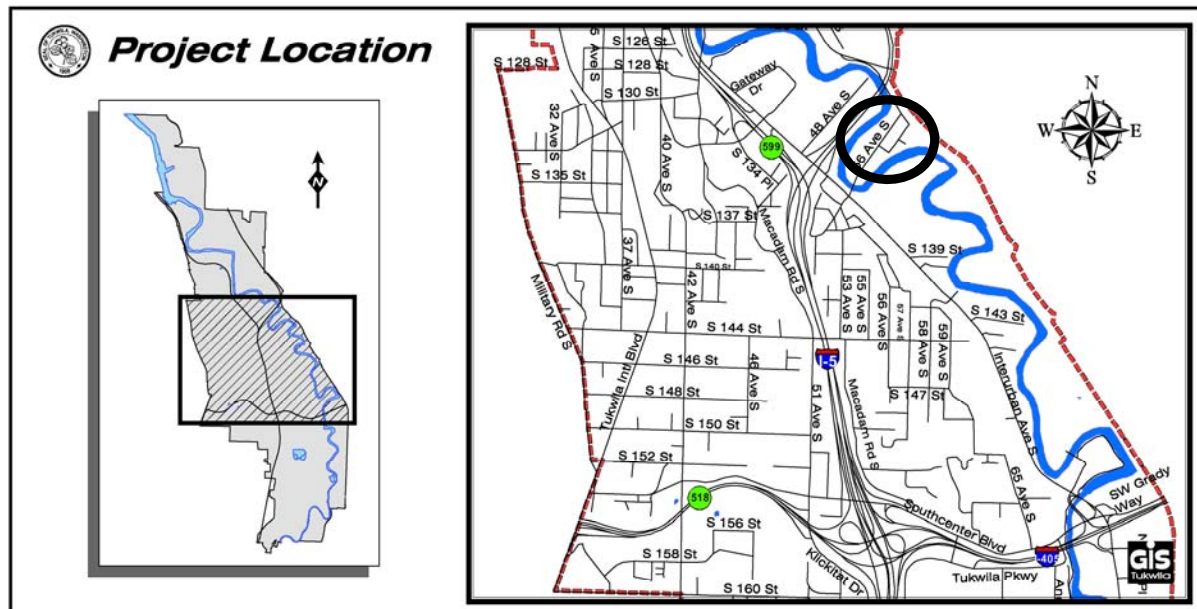 Project Location
SEAL OF TUKWILA, WASHINGTON
1908
N
N
W
E
S
S 126 St
S 128 St
S 128 St
S 130 St
Gateway
Dr
48 Ave S
32 Ave S
37 Ave S
40 Ave S
599
S 134 Pl
S 135 St
S 137 St
Macadam Rd S
S 139 St
S 140 St
Military Rd S
42 Ave S
53 Ave S
55 Ave S
56 Ave S
57 Ave S
58 Ave S
59 Ave S
S 143 St
S 144 St
I-5
S 146 St
46 Ave S
S 147 St
S 148 St
Tukwila Intl Blvd
51 Ave S
Macadam Rd S
Interurban Ave S
S 150 St
S 152 St
65 Ave S
SW Grady
Way
518
Southcenter Blvd
S 156 St
S 158 St
Klickitat Dr
Tukwila Pkwy
S 160 St
GIS
Tukwila